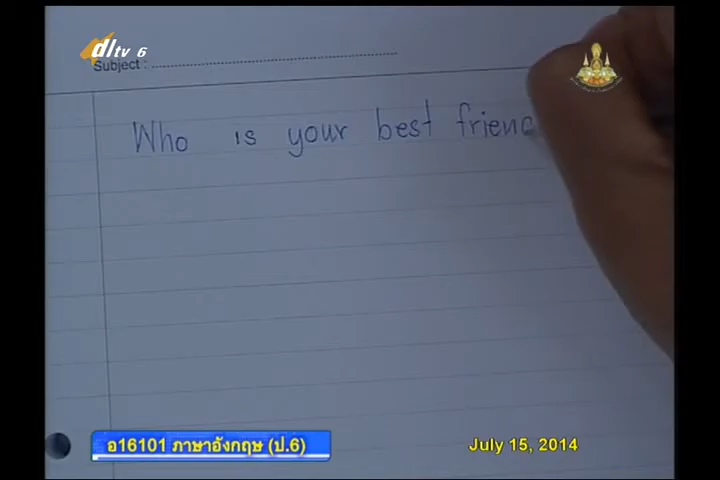 dltv 6
Subject :
Who is your best frien
อ16101 ภาษาอังกฤษ (ป.6)
July 15, 2014